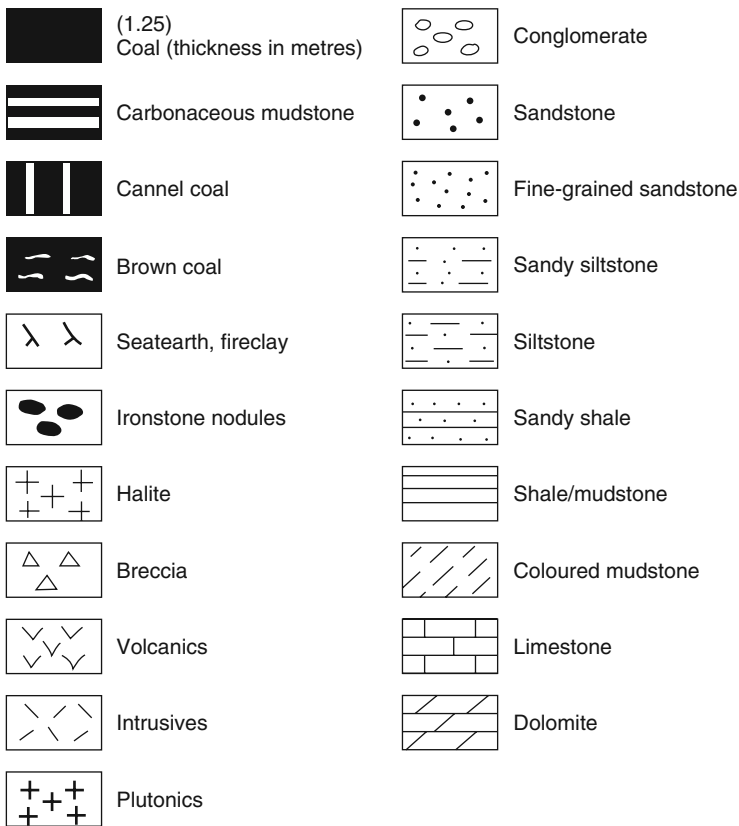 (1.25)
Coal (thickness in metres)
Carbonaceous mudstone
Cannel coal
Brown coal
Seatearth, fireclay
Ironstone nodules
Halite
Breccia
Volcanics
Intrusives
Plutonics
Conglomerate
Sandstone
Fine-grained sandstone
Sandy siltstone
Siltstone
Sandy shale
Shale/mudstone
Coloured mudstone
Limestone
Dolomite